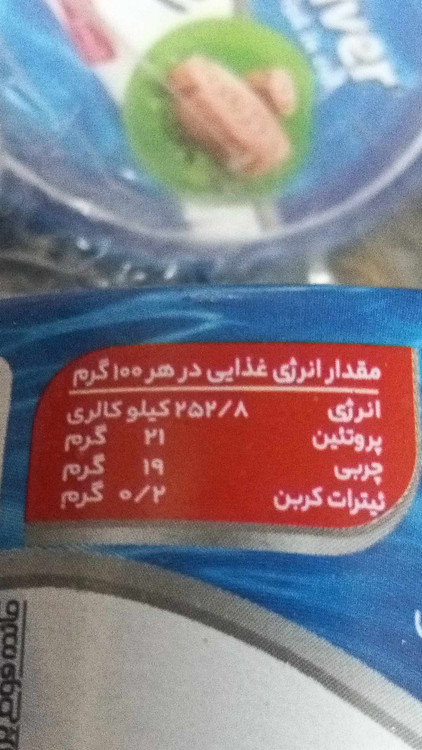 مقدار انرژی غذایی در هر ۱۰۰ گرم
انرژی ۲۵۲/۸ کیلو کالری
پروتئین ۲۱ گرم
چربی ۱۹ گرم
ئیترات کربن ۰/۲ گرم